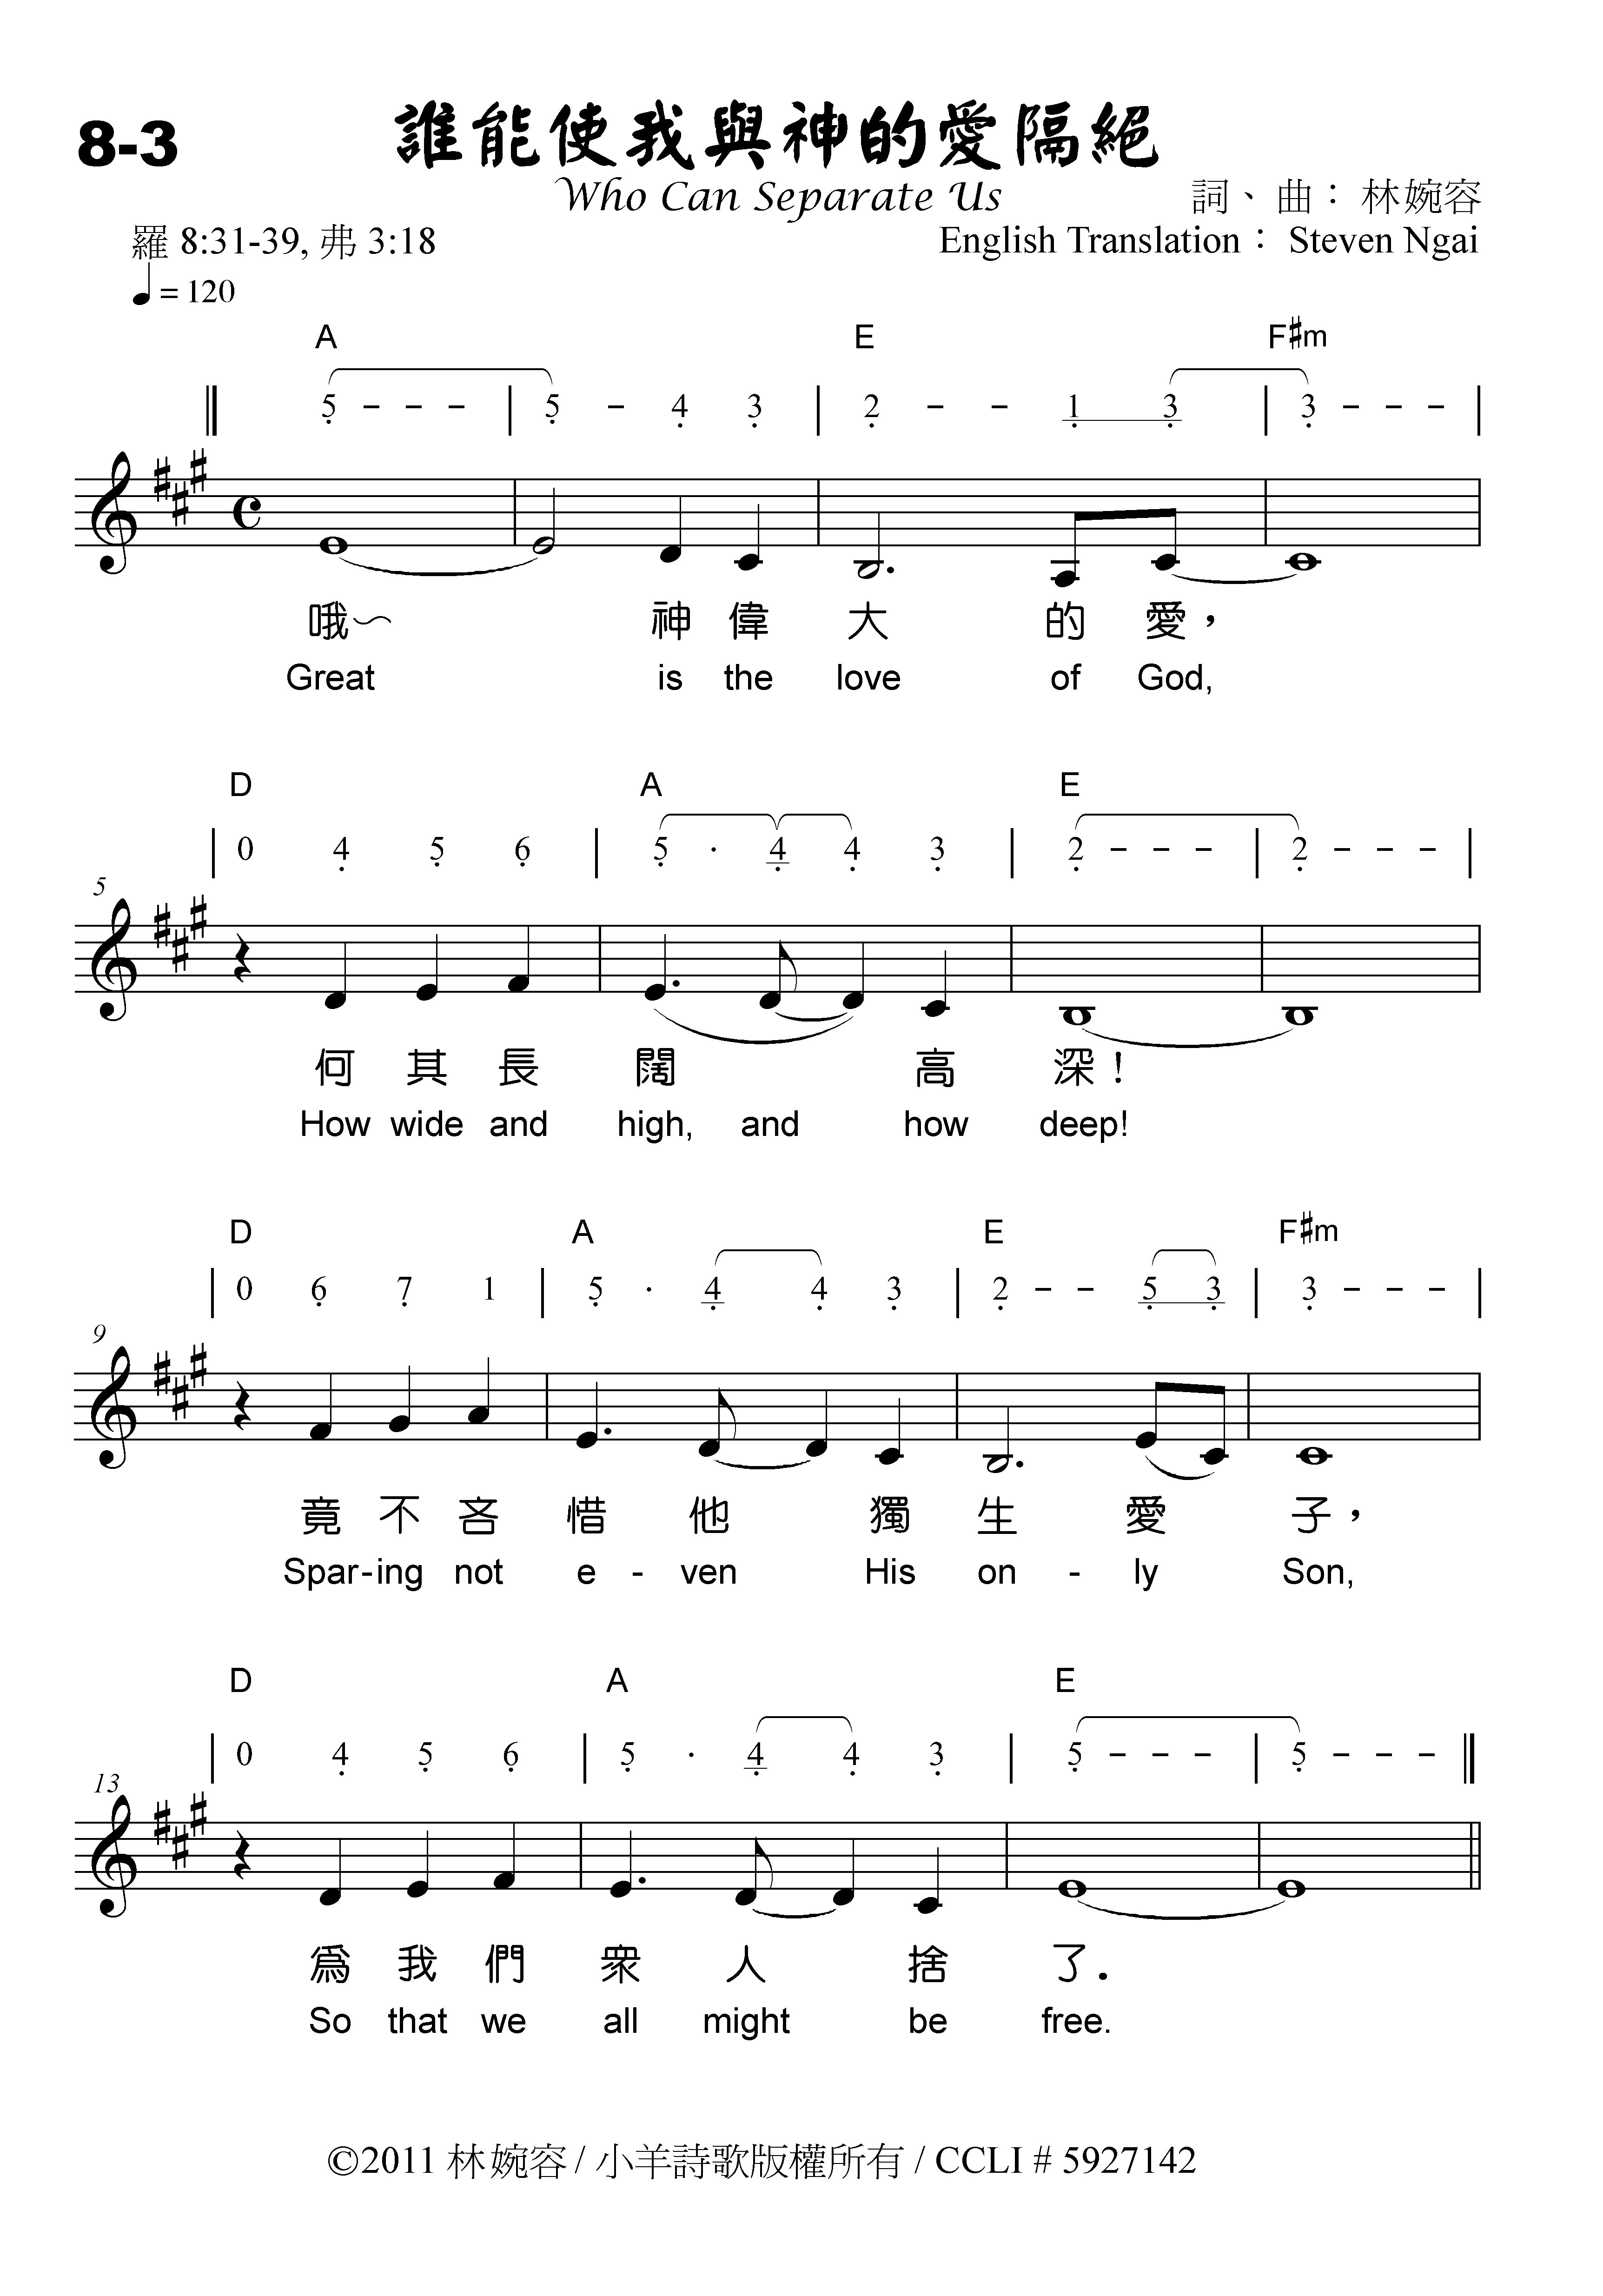 8-3
誰能使我與神的愛隔絕
Who Can Separate Us
詞、曲：林婉容
羅 8:31-39, 弗 3:18
English Translation： Steven Ngai
♩= 120
A E F♯m
5 - - - | 5 - 4 3 | 2 - - 1 3 | 3 - - - |
哦～ 神 偉 大 的 愛，
Great is the love of God,
D A E
| 0 4 5 6 | 5 · 4 4 3 | 2 - - - | 2 - - - |
5
何 其 長 闊 高 深！
How wide and high, and how deep!
D A E F♯m
| 0 6 7 1 | 5 · 4 4 3 | 2 - - 5 3 | 3 - - - |
9
竟 不 吝 惜 他 獨 生 愛 子，
Spar-ing not e - ven His on - ly Son,
D A E
| 0 4 5 6 | 5 · 4 4 3 | 5 - - - | 5 - - - ‖
13
為 我 們 眾 人 捨 了.
So that we all might be free.
©2011 林婉容 / 小羊詩歌版權所有 / CCLI # 5927142